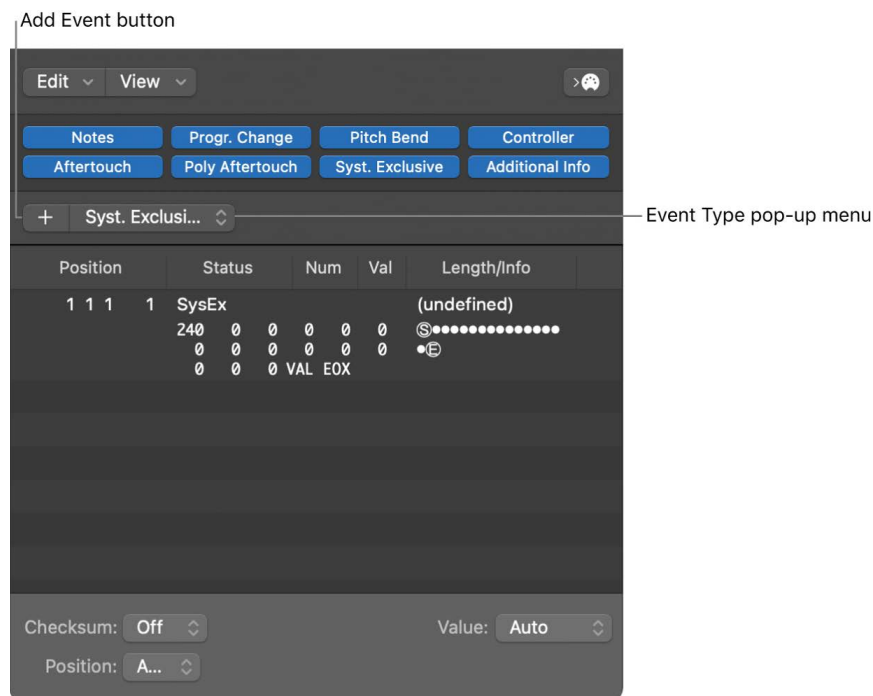 Add Event button
Edit View
Notes Progr. Change Pitch Bend Controller
Aftertouch Poly Aftertouch Syst. Exclusive Additional Info
+ Syst. Exclusi... Event Type pop-up menu
Position Status Num Val Length/Info
1 1 1 1 SysEx (undefined)
240 0 0 0 0 0 Ⓢ••••••••••••••
0 0 0 0 0 0 •Ⓔ
0 0 0 VAL EOX
Checksum: Off Value: Auto
Position: A...